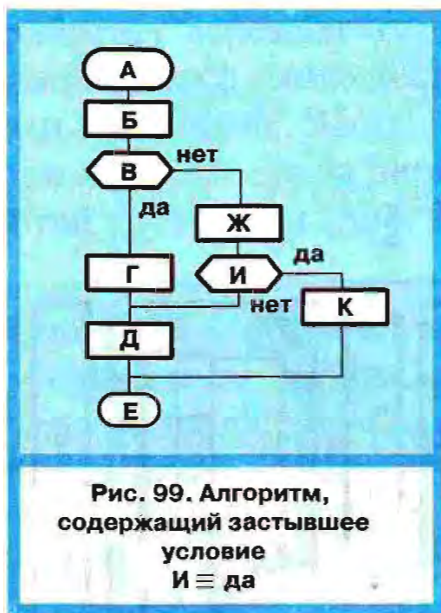 А
Б
В
нет
да
Ж
да
Г
И
нет
К
Д
Е
Рис. 99. Алгоритм,
содержащий застывшее
условие
И ≡ да